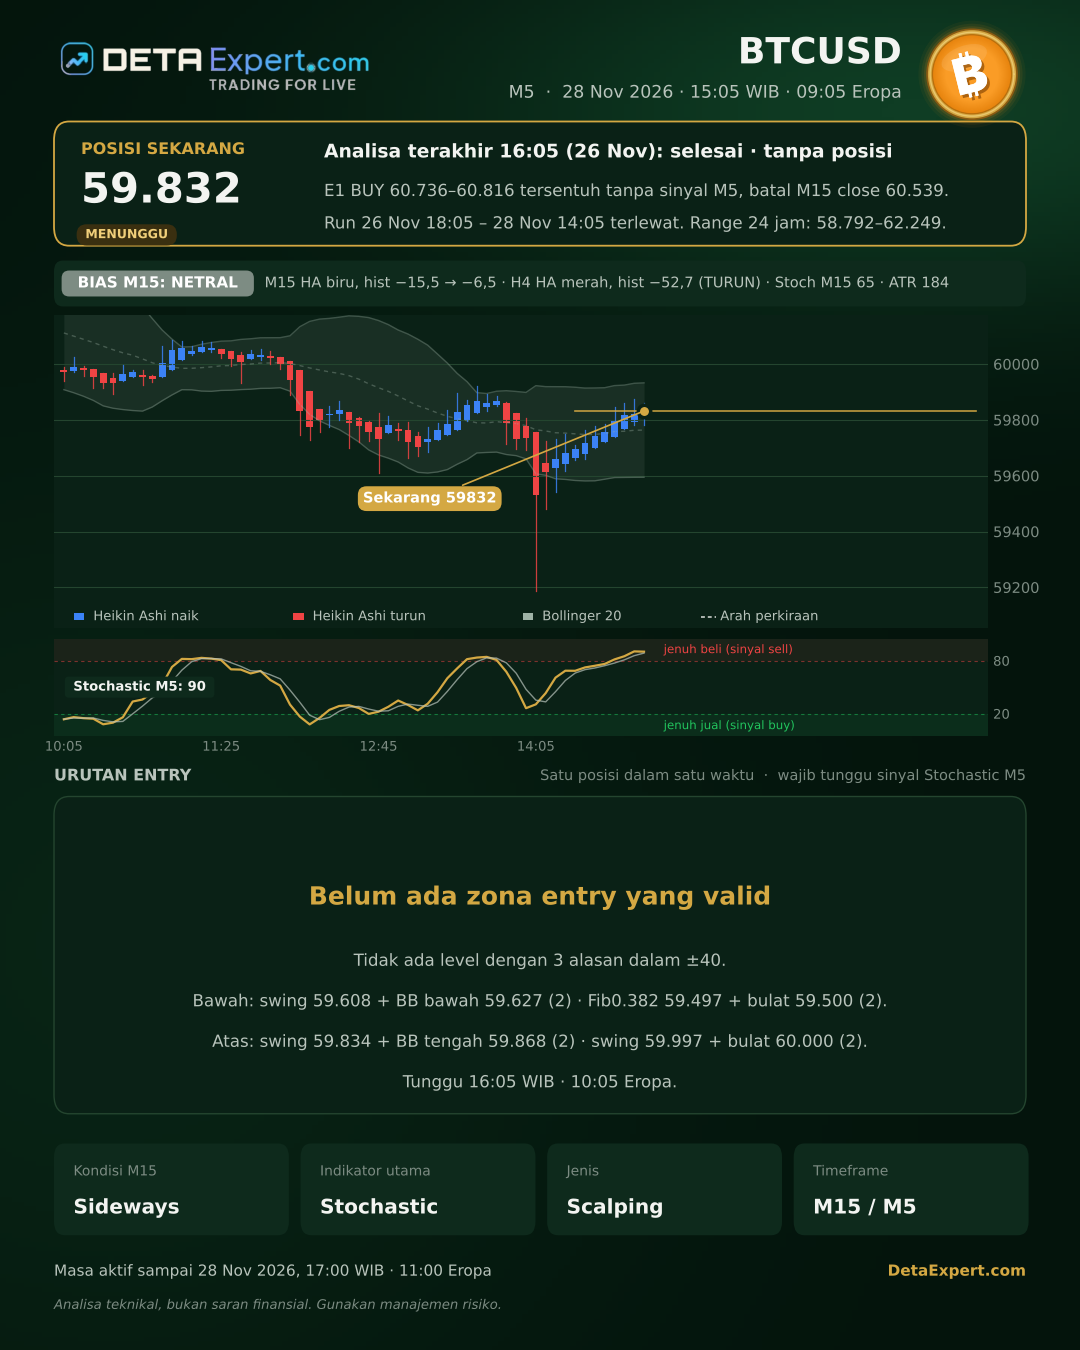 DETA Expert.com
TRADING FOR LIVE
BTCUSD
M5 · 28 Nov 2026 · 15:05 WIB · 09:05 Eropa
POSISI SEKARANG
59.832
MENUNGGU
Analisa terakhir 16:05 (26 Nov): selesai · tanpa posisi
E1 BUY 60.736–60.816 tersentuh tanpa sinyal M5, batal M15 close 60.539.
Run 26 Nov 18:05 – 28 Nov 14:05 terlewat. Range 24 jam: 58.792–62.249.
BIAS M15: NETRAL
M15 HA biru, hist −15,5 → −6,5 · H4 HA merah, hist −52,7 (TURUN) · Stoch M15 65 · ATR 184
60000
59800
59600
59400
59200
Sekarang 59832
Heikin Ashi naik
Heikin Ashi turun
Bollinger 20
Arah perkiraan
jenuh beli (sinyal sell)
80
Stochastic M5: 90
20
jenuh jual (sinyal buy)
10:05
11:25
12:45
14:05
URUTAN ENTRY
Satu posisi dalam satu waktu · wajib tunggu sinyal Stochastic M5
Belum ada zona entry yang valid
Tidak ada level dengan 3 alasan dalam ±40.
Bawah: swing 59.608 + BB bawah 59.627 (2) · Fib0.382 59.497 + bulat 59.500 (2).
Atas: swing 59.834 + BB tengah 59.868 (2) · swing 59.997 + bulat 60.000 (2).
Tunggu 16:05 WIB · 10:05 Eropa.
Kondisi M15
Sideways
Indikator utama
Stochastic
Jenis
Scalping
Timeframe
M15 / M5
Masa aktif sampai 28 Nov 2026, 17:00 WIB · 11:00 Eropa
DetaExpert.com
Analisa teknikal, bukan saran finansial. Gunakan manajemen risiko.